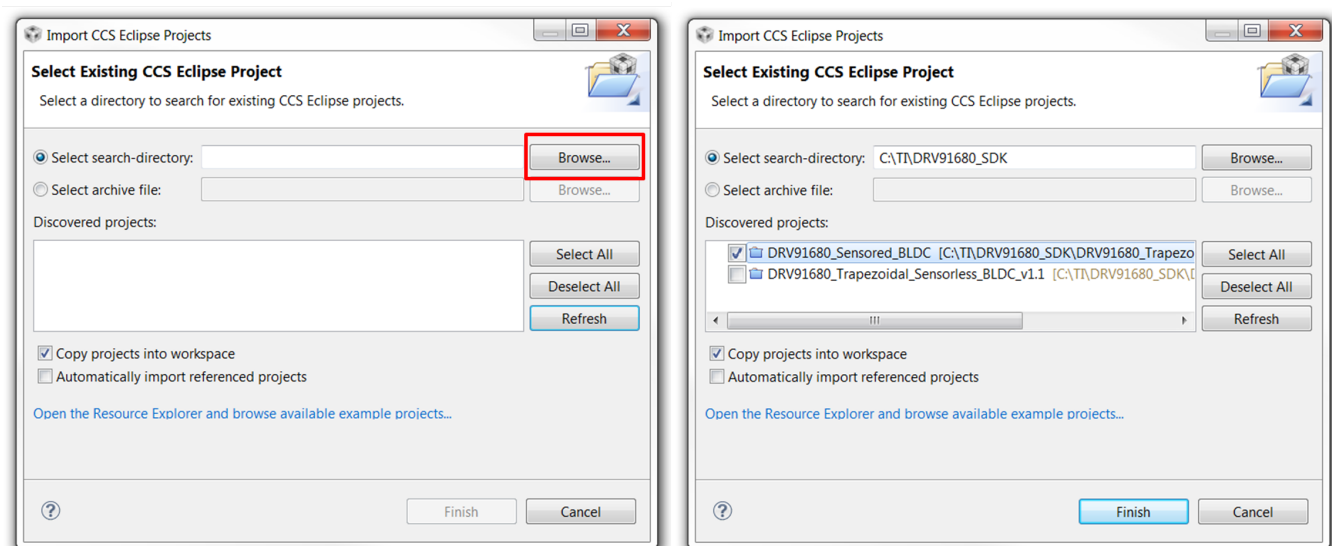 Import CCS Eclipse Projects
Select Existing CCS Eclipse Project
Select a directory to search for existing CCS Eclipse projects.
Select search-directory:
Browse...
Select archive file:
Browse...
Discovered projects:
Select All
Deselect All
Refresh
Copy projects into workspace
Automatically import referenced projects
Open the Resource Explorer and browse available example projects...
?
Finish
Cancel
Import CCS Eclipse Projects
Select Existing CCS Eclipse Project
Select a directory to search for existing CCS Eclipse projects.
Select search-directory:
C:\TI\DRV91680_SDK
Browse...
Select archive file:
Browse...
Discovered projects:
DRV91680_Sensored_BLDC [C:\TI\DRV91680_SDK\DRV91680_Trapezo
DRV91680_Trapezoidal_Sensorless_BLDC_v1.1 [C:\TI\DRV91680_SDK\D
Select All
Deselect All
Refresh
Copy projects into workspace
Automatically import referenced projects
Open the Resource Explorer and browse available example projects...
?
Finish
Cancel